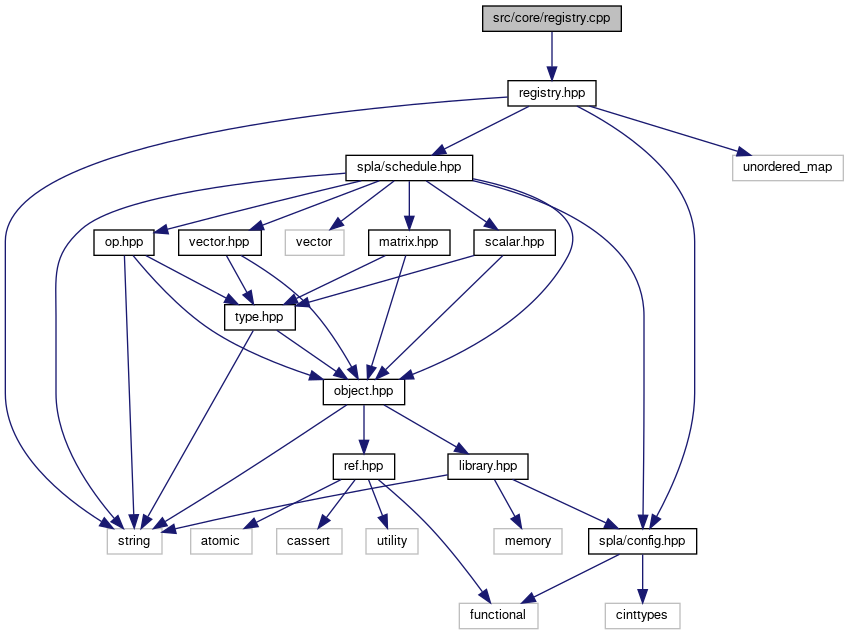 src/core/registry.cpp
registry.hpp
spla/schedule.hpp
unordered_map
op.hpp
vector.hpp
vector
matrix.hpp
scalar.hpp
type.hpp
object.hpp
ref.hpp
library.hpp
string
atomic
cassert
utility
memory
spla/config.hpp
functional
cinttypes